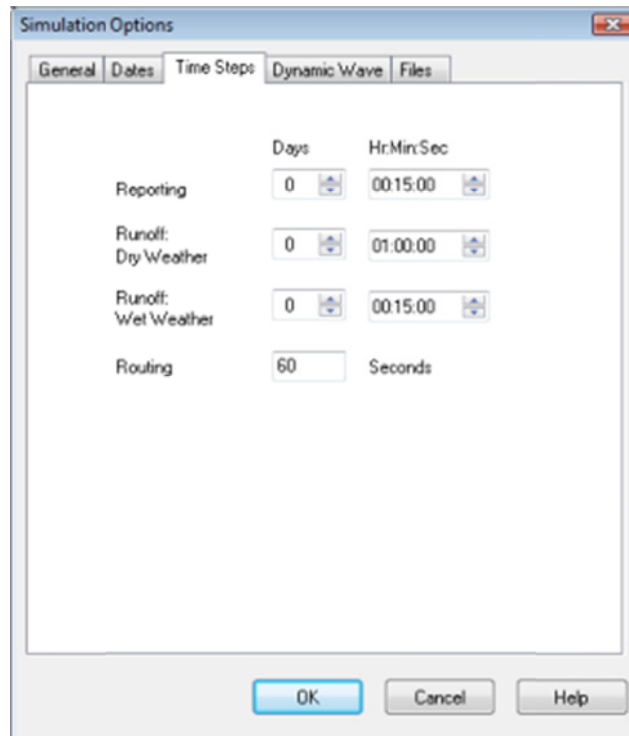 Simulation Options
General Dates Time Steps Dynamic Wave Files
Days Hr:Min:Sec
Reporting 0 00:15:00
Runoff:
Dry Weather 0 01:00:00
Runoff:
Wet Weather 0 00:15:00
Routing 60 Seconds
OK Cancel Help